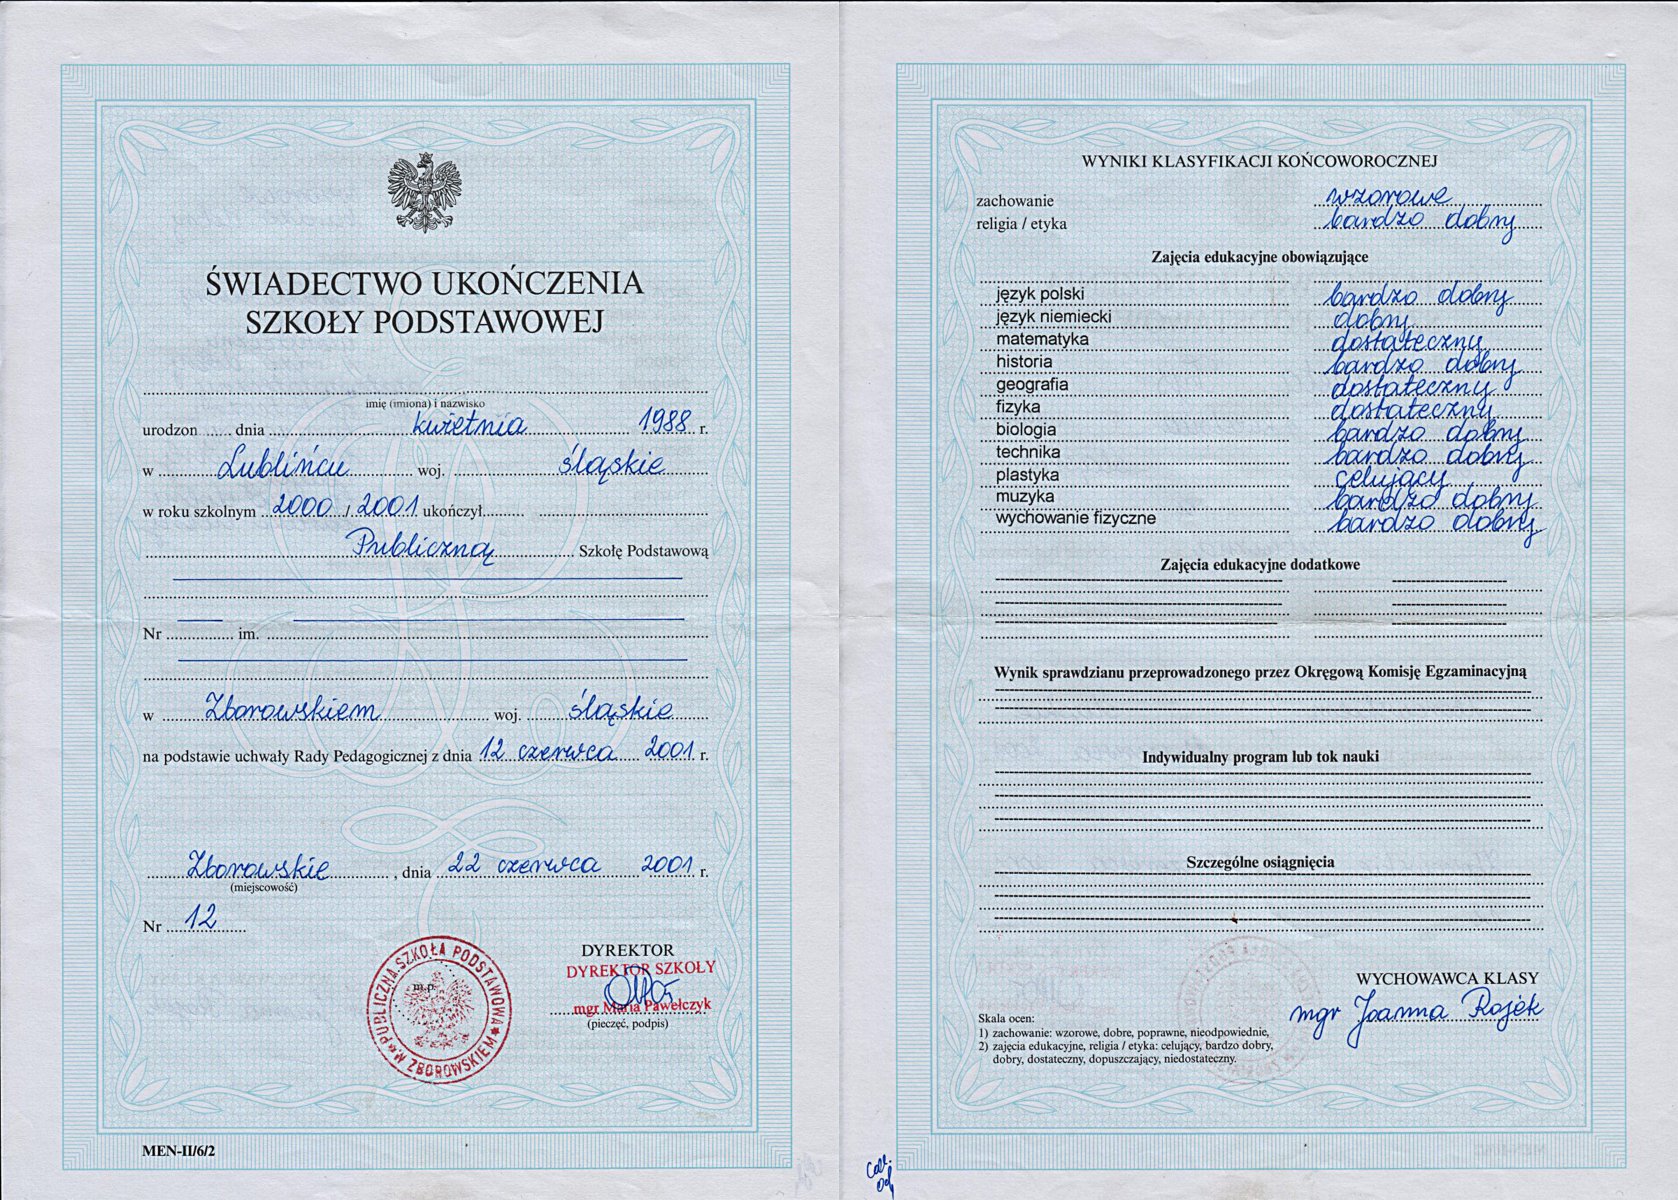 ŚWIADECTWO UKOŃCZENIA
SZKOŁY PODSTAWOWEJ
imię (imiona) i nazwisko
urodzon ...... dnia kwietnia 1988 r.
w Lublińcu woj. śląskie
w roku szkolnym 2000 / 2001 ukończył
Publiczną Szkołę Podstawową
Nr im.
w Zborowskiem woj. śląskie
na podstawie uchwały Rady Pedagogicznej z dnia 12 czerwca 2001 r.
Zborowskie , dnia 22 czerwca 2001 r.
(miejscowość)
Nr 12
DYREKTOR
DYREKTOR SZKOŁY
mgr Maria Pawełczyk
(pieczęć, podpis)
m.p.
PUBLICZNA SZKOŁA PODSTAWOWA
W ZBOROWSKIEM
MEN-II/6/2
WYNIKI KLASYFIKACJI KOŃCOWOROCZNEJ
zachowanie wzorowe
religia / etyka bardzo dobry
Zajęcia edukacyjne obowiązujące
język polski bardzo dobry
język niemiecki dobry
matematyka dostateczny
historia bardzo dobry
geografia dostateczny
fizyka dostateczny
biologia bardzo dobry
technika bardzo dobry
plastyka celujący
muzyka bardzo dobry
wychowanie fizyczne bardzo dobry
Zajęcia edukacyjne dodatkowe
Wynik sprawdzianu przeprowadzonego przez Okręgową Komisję Egzaminacyjną
Indywidualny program lub tok nauki
Szczególne osiągnięcia
WYCHOWAWCA KLASY
mgr Joanna Rojek
Skala ocen:
1) zachowanie: wzorowe, dobre, poprawne, nieodpowiednie,
2) zajęcia edukacyjne, religia / etyka: celujący, bardzo dobry,
dobry, dostateczny, dopuszczający, niedostateczny.